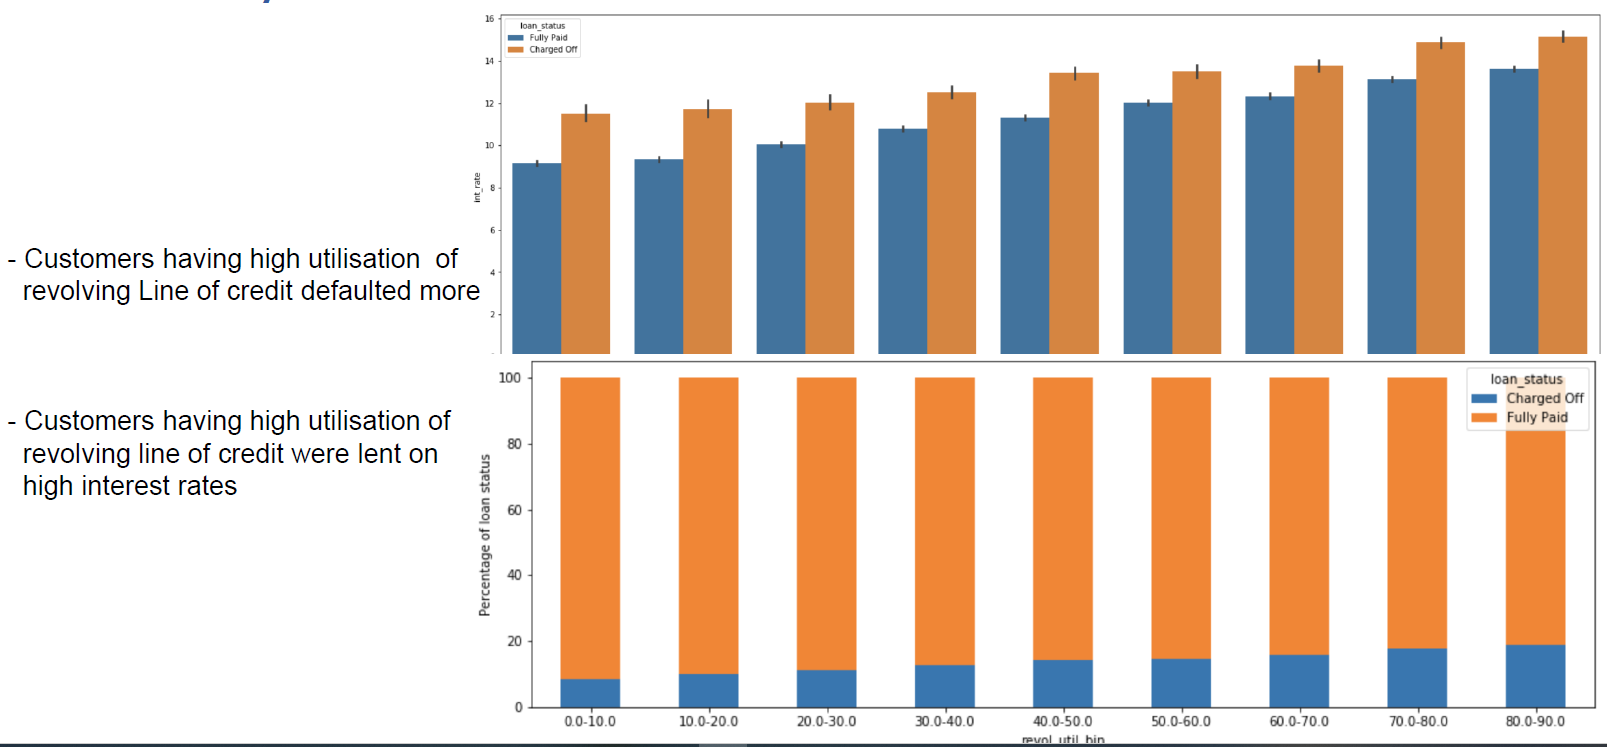 - Customers having high utilisation of
revolving Line of credit defaulted more
- Customers having high utilisation of
revolving line of credit were lent on
high interest rates
16
14
12
10
8
6
4
2
int_rate
loan_status
Fully Paid
Charged Off
100
80
60
40
20
0
Percentage of loan status
loan_status
Charged Off
Fully Paid
0.0-10.0 10.0-20.0 20.0-30.0 30.0-40.0 40.0-50.0 50.0-60.0 60.0-70.0 70.0-80.0 80.0-90.0
revol_util_bin